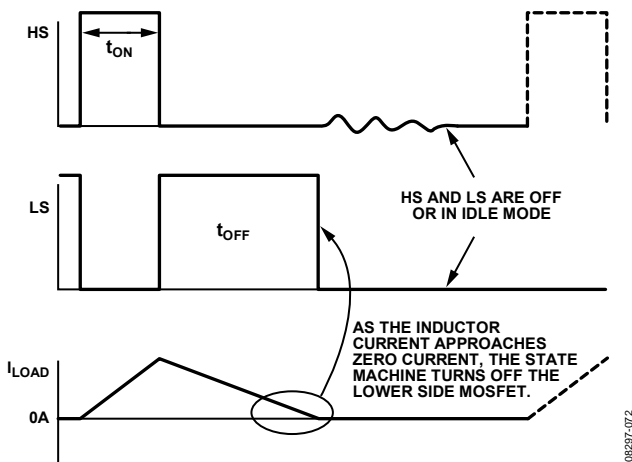 HS
tON
HS AND LS ARE OFF
OR IN IDLE MODE
LS
tOFF
AS THE INDUCTOR
CURRENT APPROACHES
ZERO CURRENT, THE STATE
MACHINE TURNS OFF THE
LOWER SIDE MOSFET.
ILOAD
0A
08297-072